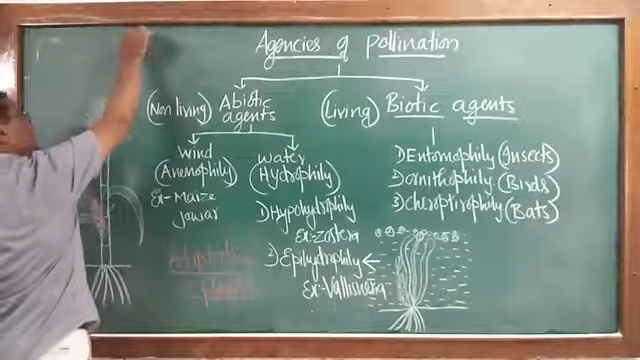 Agencies of pollination
(Non living) Abiotic agents
(Living) Biotic agents
wind
(Anemophily)
Ex- Maize
Jowar
water
(Hydrophily)
1) Hypohydrophily
Ex- Zostera
2) Epihydrophily
Ex- Vallisneria
1) Entomophily (Insects)
2) Ornithophily (Birds)
3) Cheiroptirophily (Bats)